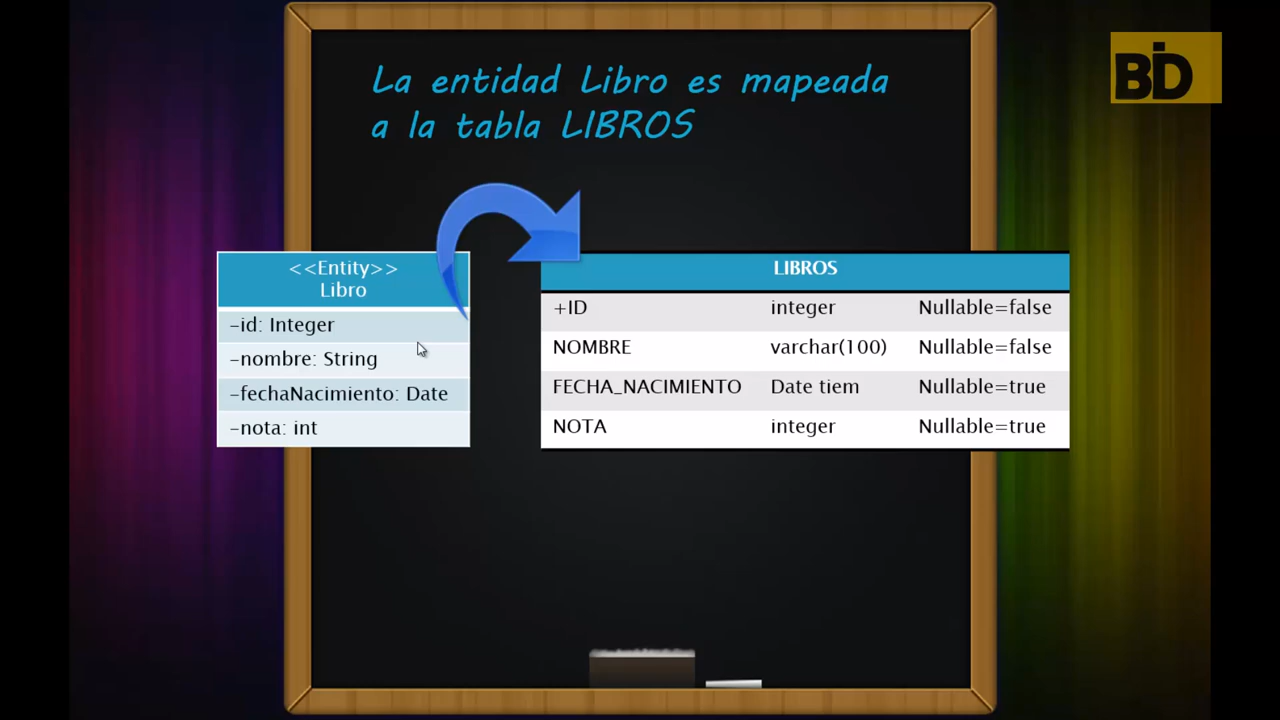 La entidad Libro es mapeada
a la tabla LIBROS
BID
<<Entity>>
Libro
-id: Integer
-nombre: String
-fechaNacimiento: Date
-nota: int
LIBROS
+ID integer Nullable=false
NOMBRE varchar(100) Nullable=false
FECHA_NACIMIENTO Date tiem Nullable=true
NOTA integer Nullable=true